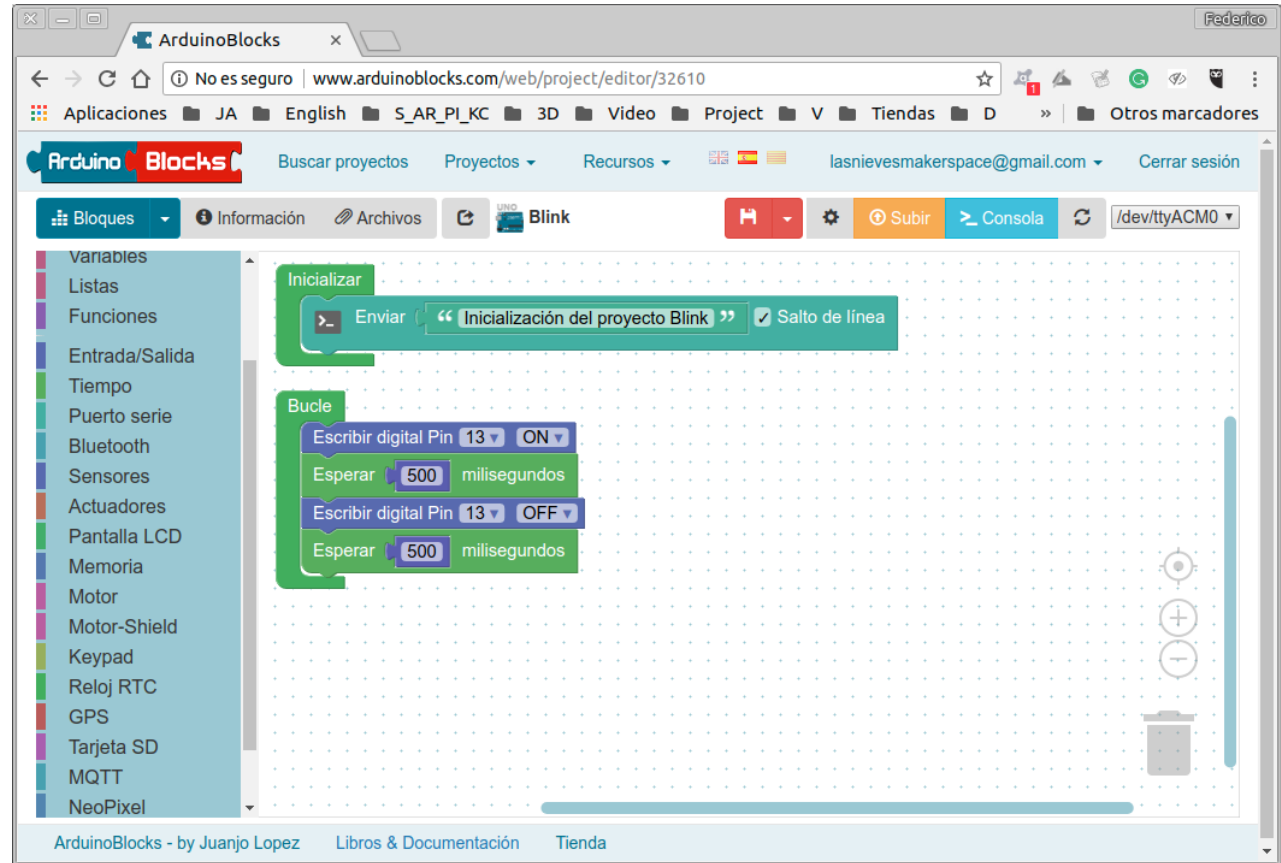 Federico
ArduinoBlocks
No es seguro www.arduinoblocks.com/web/project/editor/32610
1
Aplicaciones JA English S_AR_PI_KC 3D Video Project V Tiendas D » Otros marcadores
Arduino Blocks Buscar proyectos Proyectos Recursos lasnievesmakerspace@gmail.com Cerrar sesión
Bloques Información Archivos UNO Blink Subir >_ Consola /dev/ttyACM0
Variables
Listas
Funciones
Entrada/Salida
Tiempo
Puerto serie
Bluetooth
Sensores
Actuadores
Pantalla LCD
Memoria
Motor
Motor-Shield
Keypad
Reloj RTC
GPS
Tarjeta SD
MQTT
NeoPixel
Inicializar
>_ Enviar “ Inicialización del proyecto Blink ” Salto de línea
Bucle
Escribir digital Pin 13 ON
Esperar 500 milisegundos
Escribir digital Pin 13 OFF
Esperar 500 milisegundos
ArduinoBlocks - by Juanjo Lopez Libros & Documentación Tienda